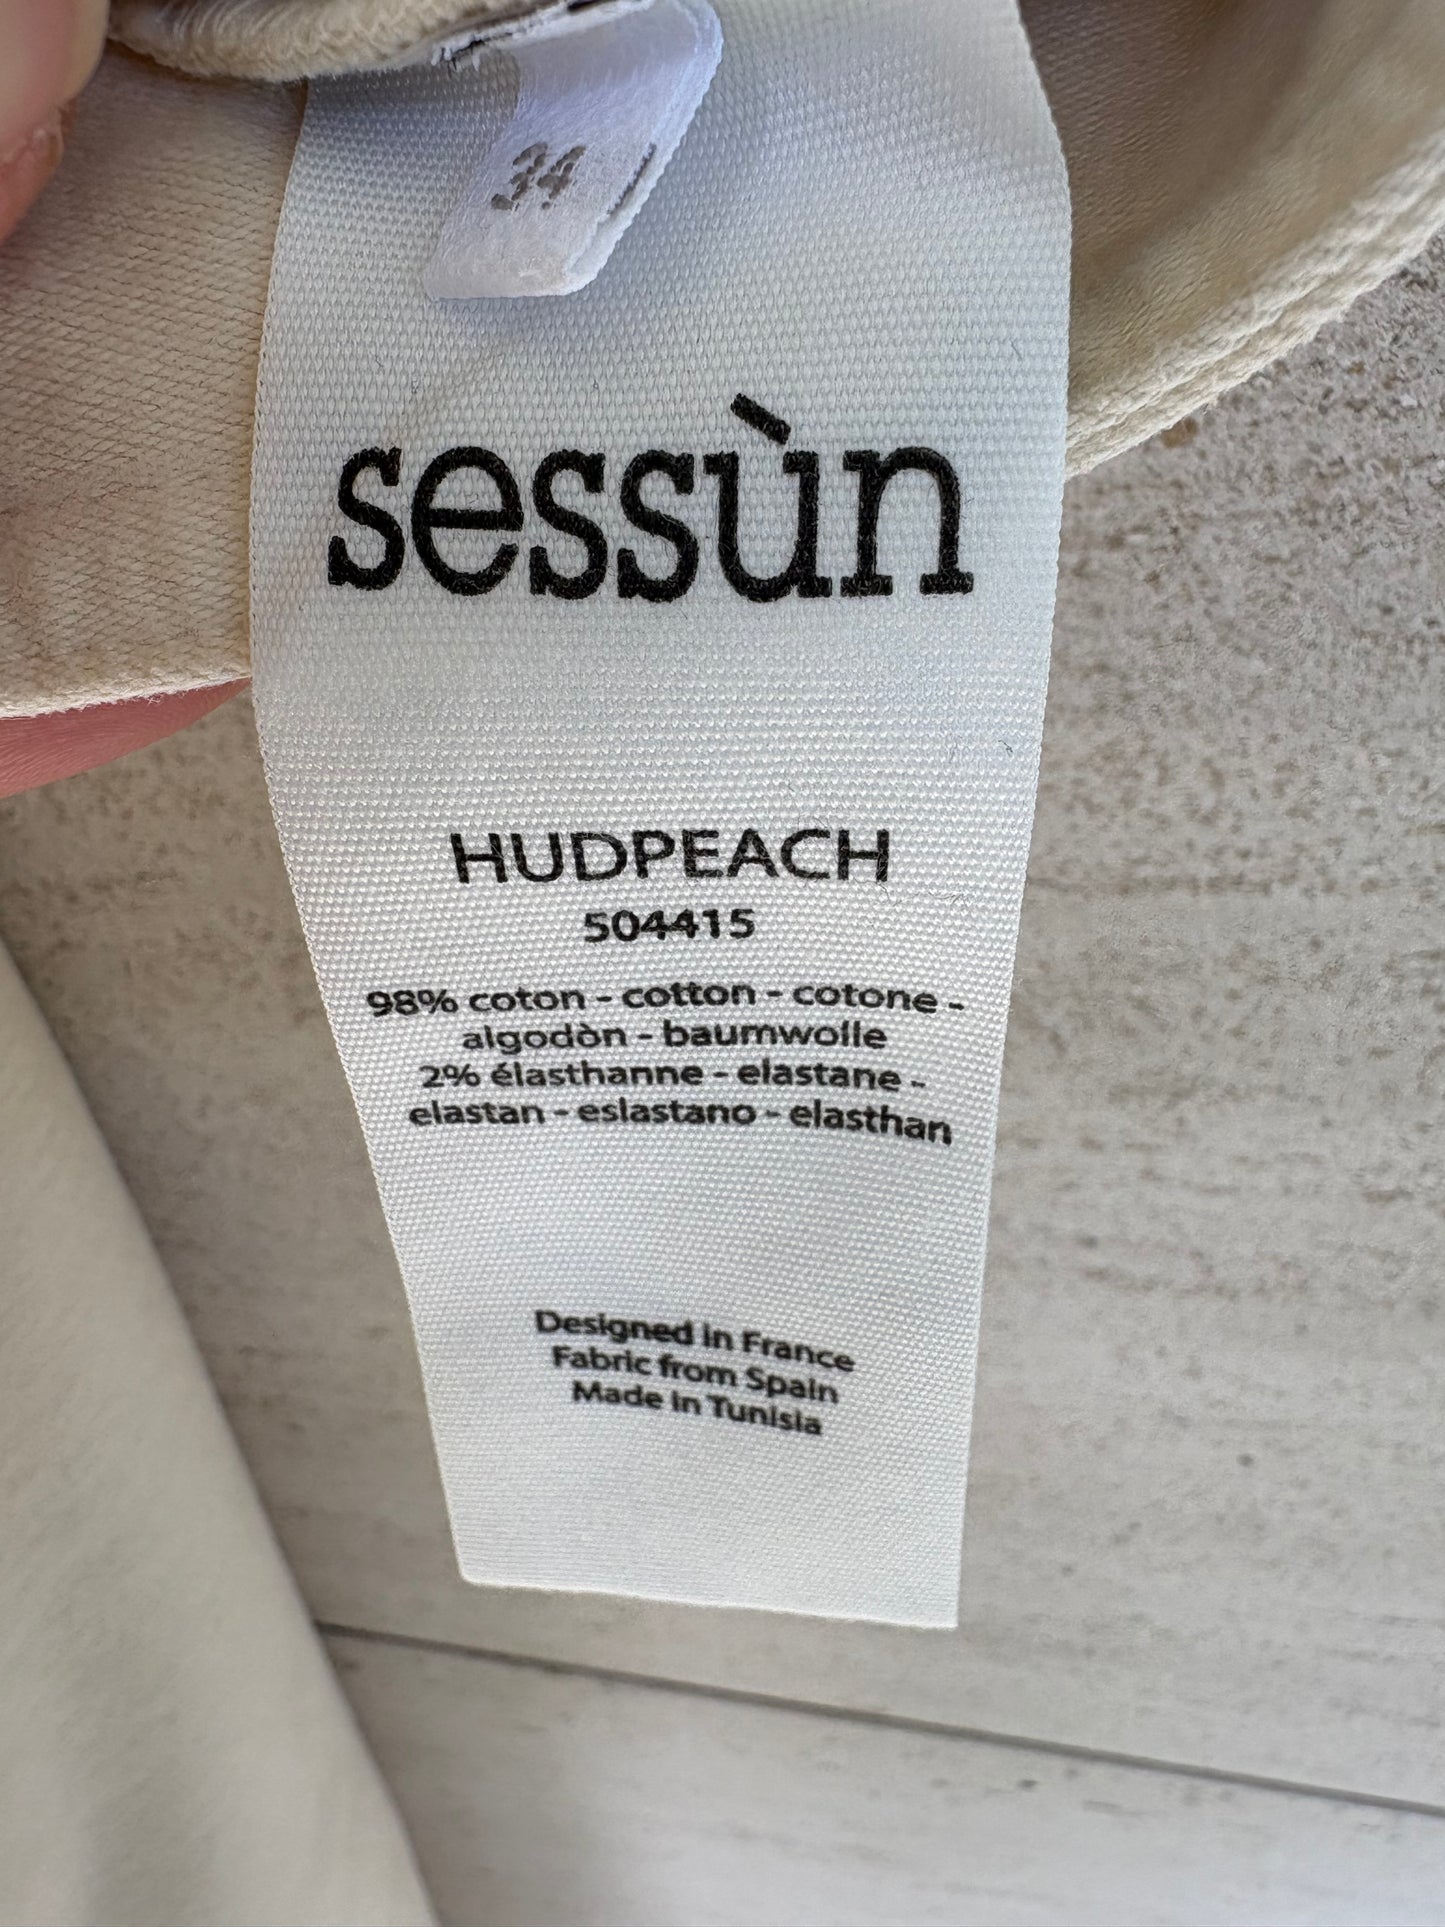 34
sessùn
HUDPEACH
504415
98% coton - cotton - cotone -
algodòn - baumwolle
2% élasthanne - elastane -
elastan - eslastano - elasthan
Designed in France
Fabric from Spain
Made in Tunisia